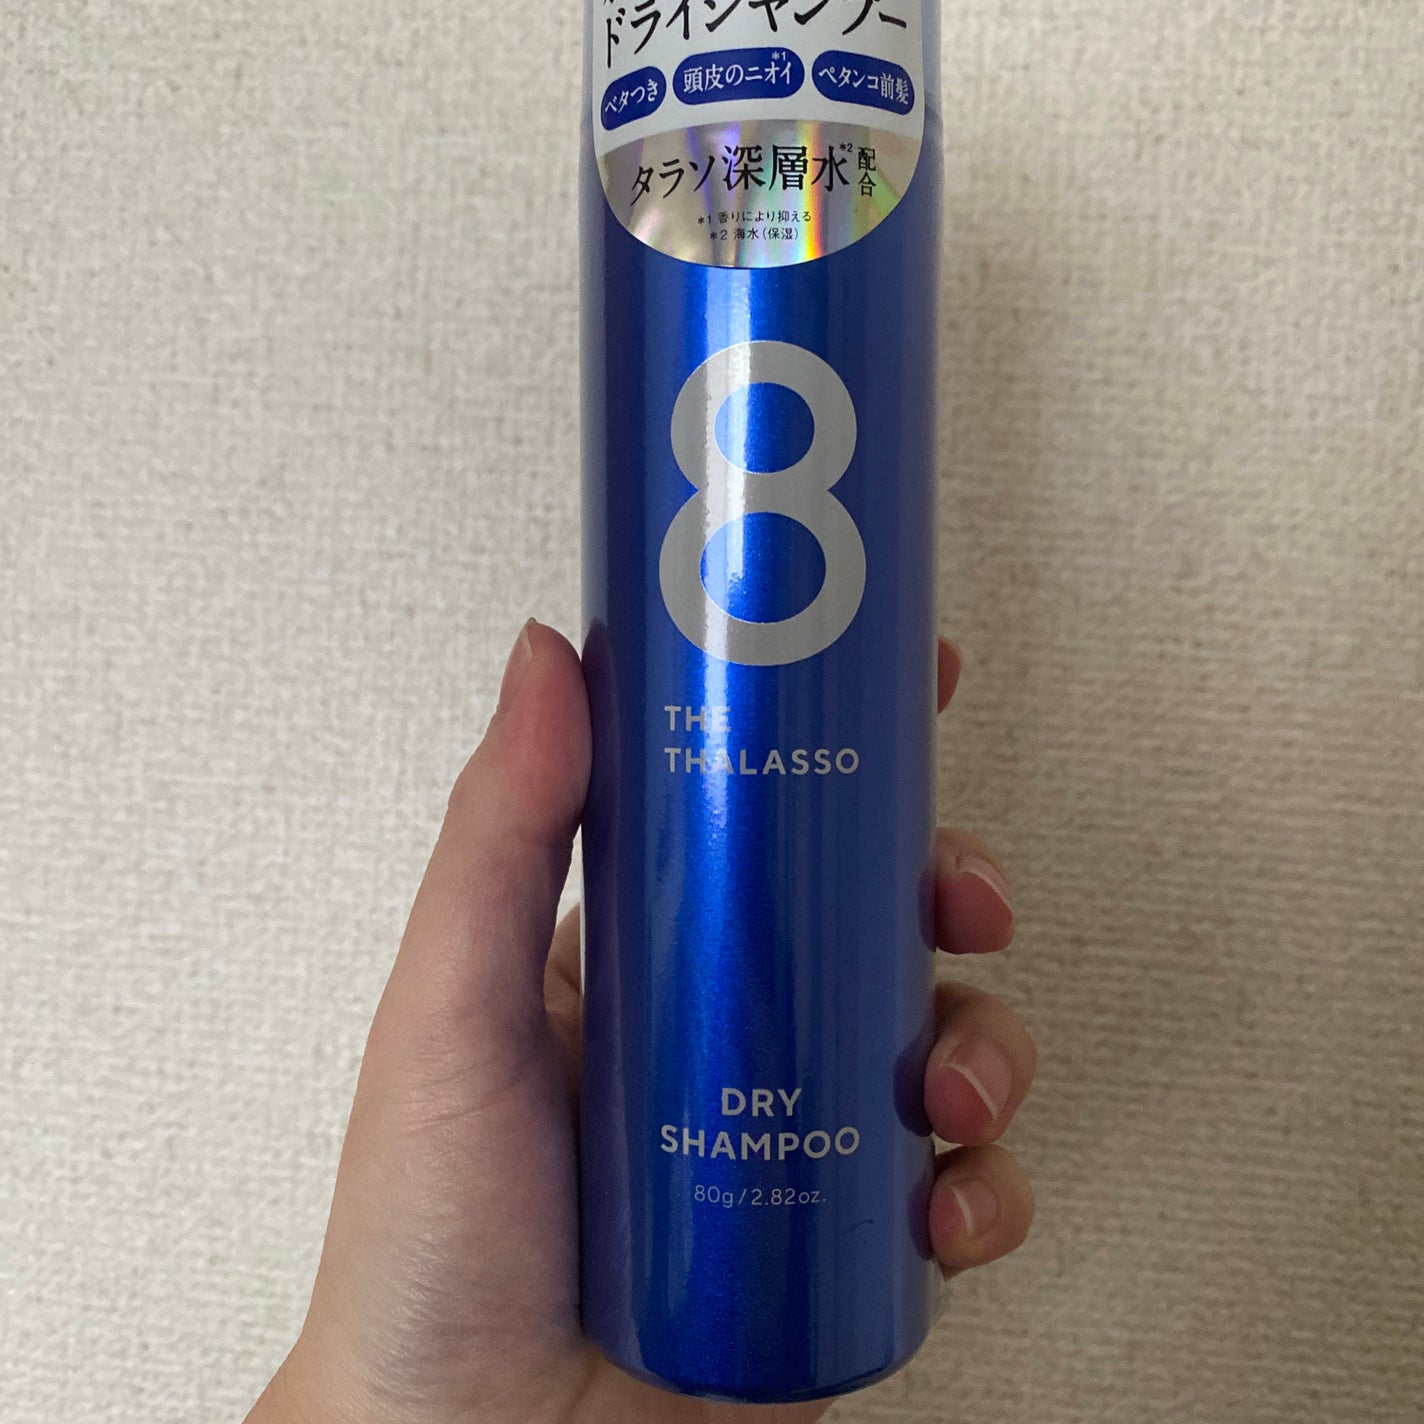 ドライシャンプー
ベタつき 頭皮のニオイ*1 ペタンコ前髪
タラソ深層水*2配合
*1 香りにより抑える
*2 海水(保湿)
8
THE
THALASSO
DRY
SHAMPOO
80g/2.82oz.